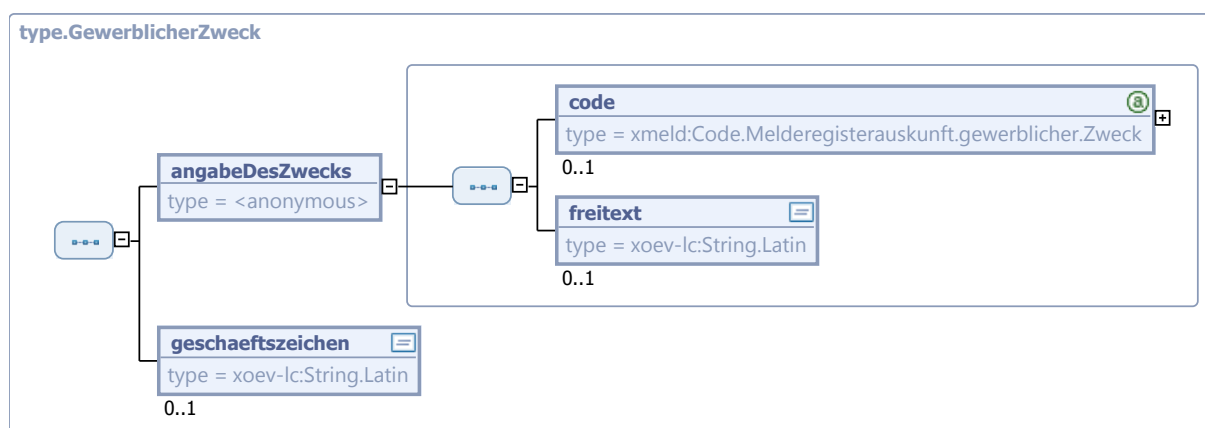 type.GewerblicherZweck
code
type = xmeld:Code.Melderegisterauskunft.gewerblicher.Zweck
0..1
angabeDesZwecks
type = <anonymous>
freitext
type = xoev-lc:String.Latin
0..1
geschaeftszeichen
type = xoev-lc:String.Latin
0..1